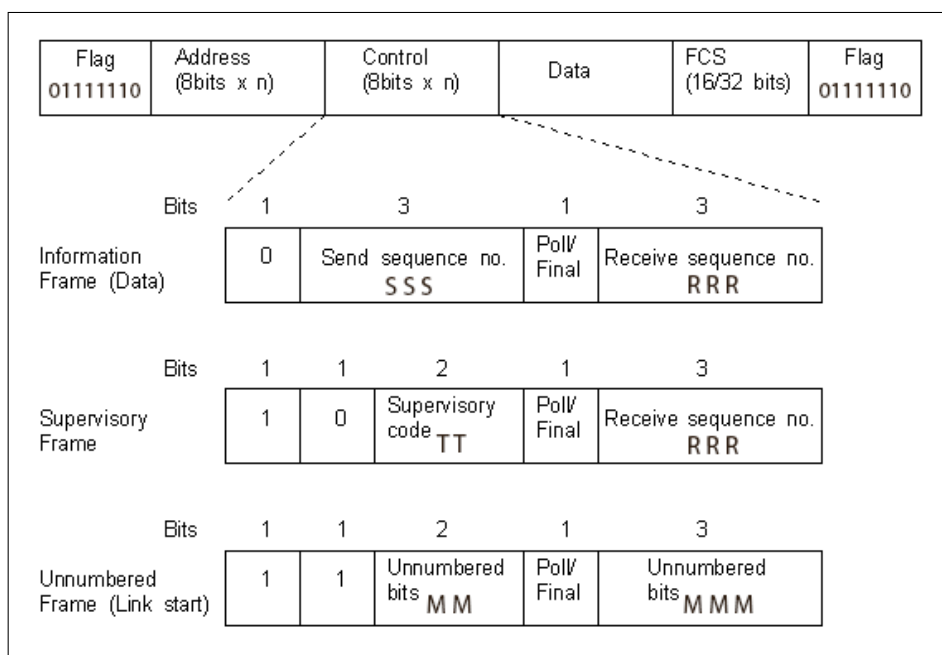 Flag Address Control Data FCS Flag
01111110 (8bits x n) (8bits x n) (16/32 bits) 01111110
Bits 1 3 1 3
Information Frame (Data)
0
Send sequence no.
SSS
Poll/
Final
Receive sequence no.
RRR
Bits 1 1 2 1 3
Supervisory
Frame
1
0
Supervisory
code TT
Poll/
Final
Receive sequence no.
RRR
Bits 1 1 2 1 3
Unnumbered
Frame (Link start)
1
1
Unnumbered
bits MM
Poll/
Final
Unnumbered
bits MMM